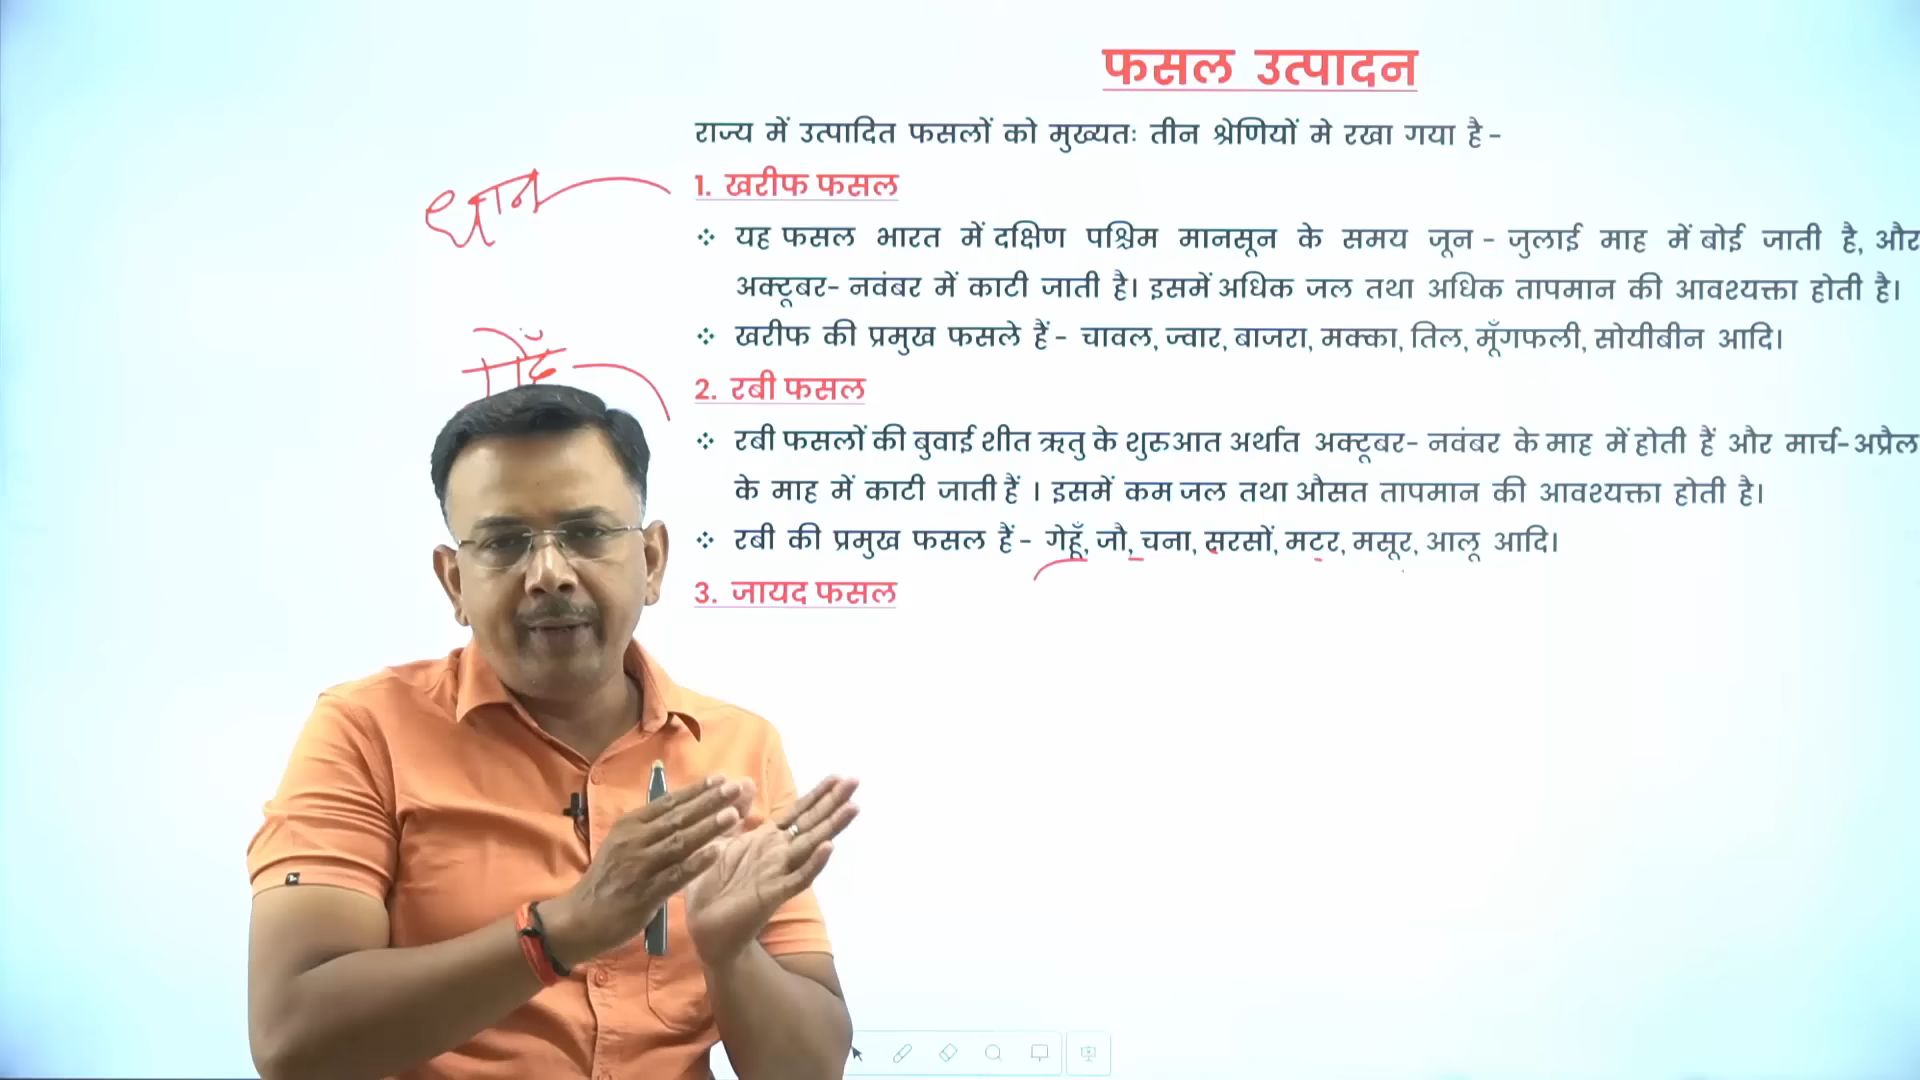 फसल उत्पादन
राज्य में उत्पादित फसलों को मुख्यतः तीन श्रेणियों मे रखा गया है -
धान
1. खरीफ फसल
❖ यह फसल भारत में दक्षिण पश्चिम मानसून के समय जून - जुलाई माह में बोई जाती है, और
अक्टूबर- नवंबर में काटी जाती है। इसमें अधिक जल तथा अधिक तापमान की आवश्यक्ता होती है।
❖ खरीफ की प्रमुख फसले हैं - चावल, ज्वार, बाजरा, मक्का, तिल, मूँगफली, सोयीबीन आदि।
2. रबी फसल
❖ रबी फसलों की बुवाई शीत ऋतु के शुरुआत अर्थात अक्टूबर- नवंबर के माह में होती हैं और मार्च-अप्रैल
के माह में काटी जाती हैं । इसमें कम जल तथा औसत तापमान की आवश्यक्ता होती है।
❖ रबी की प्रमुख फसल हैं - गेहूँ, जौ, चना, सरसों, मटर, मसूर, आलू आदि।
3. जायद फसल